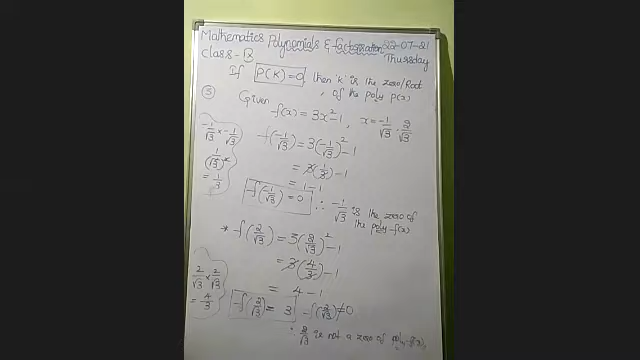 Mathematics Polynomials & factorisation 22-07-21
Class-IX Thursday
If P(K)=0, then 'k' is the zero/Root
of the poly p(x)
③ Given f(x) = 3x²-1, x = -1/√3, 2/√3
f(-1/√3) = 3(-1/√3)² -1
= 3(1/3) -1
= 1-1
f(-1/√3) = 0 ∴ -1/√3 is the zero of
the poly f(x)
-1/√3 × -1/√3
1/(√3)²
= 1/3
* f(2/√3) = 3(2/√3)² -1
= 3(4/3) -1
= 4-1
f(2/√3) = 3 f(2/√3) ≠ 0
∴ 2/√3 is not a zero of poly f(x).
2/√3 × 2/√3
= 4/3